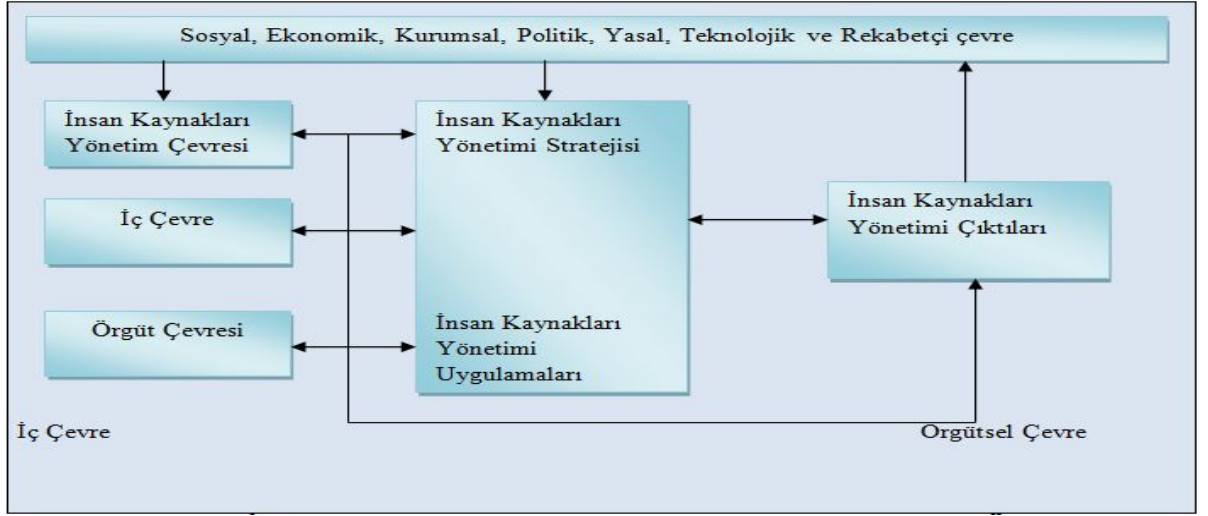 Sosyal, Ekonomik, Kurumsal, Politik, Yasal, Teknolojik ve Rekabetçi çevre
İnsan Kaynakları
Yönetim Çevresi
İç Çevre
Örgüt Çevresi
İnsan Kaynakları
Yönetimi Stratejisi
İnsan Kaynakları
Yönetimi
Uygulamaları
İnsan Kaynakları
Yönetimi Çıktıları
İç Çevre
Orgütsel Çevre